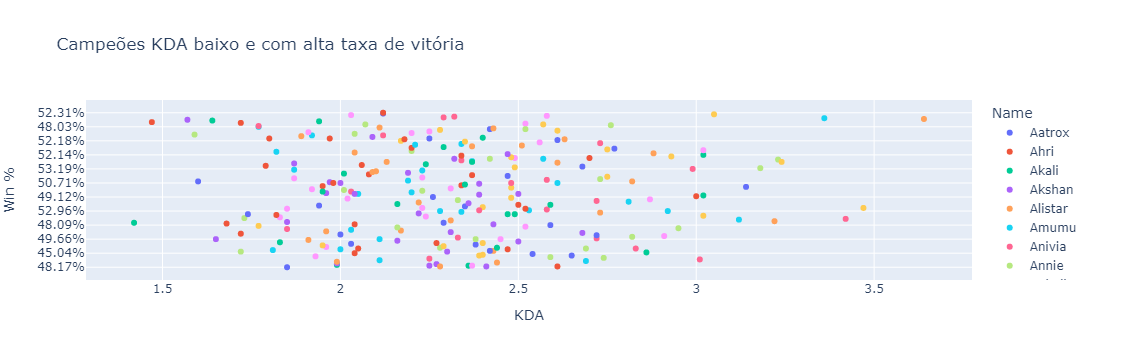 Campeões KDA baixo e com alta taxa de vitória
Win %
52.31%
48.03%
52.18%
52.14%
53.19%
50.71%
49.12%
52.96%
48.09%
49.66%
45.04%
48.17%
1.5
2
2.5
3
3.5
KDA
Name
Aatrox
Ahri
Akali
Akshan
Alistar
Amumu
Anivia
Annie